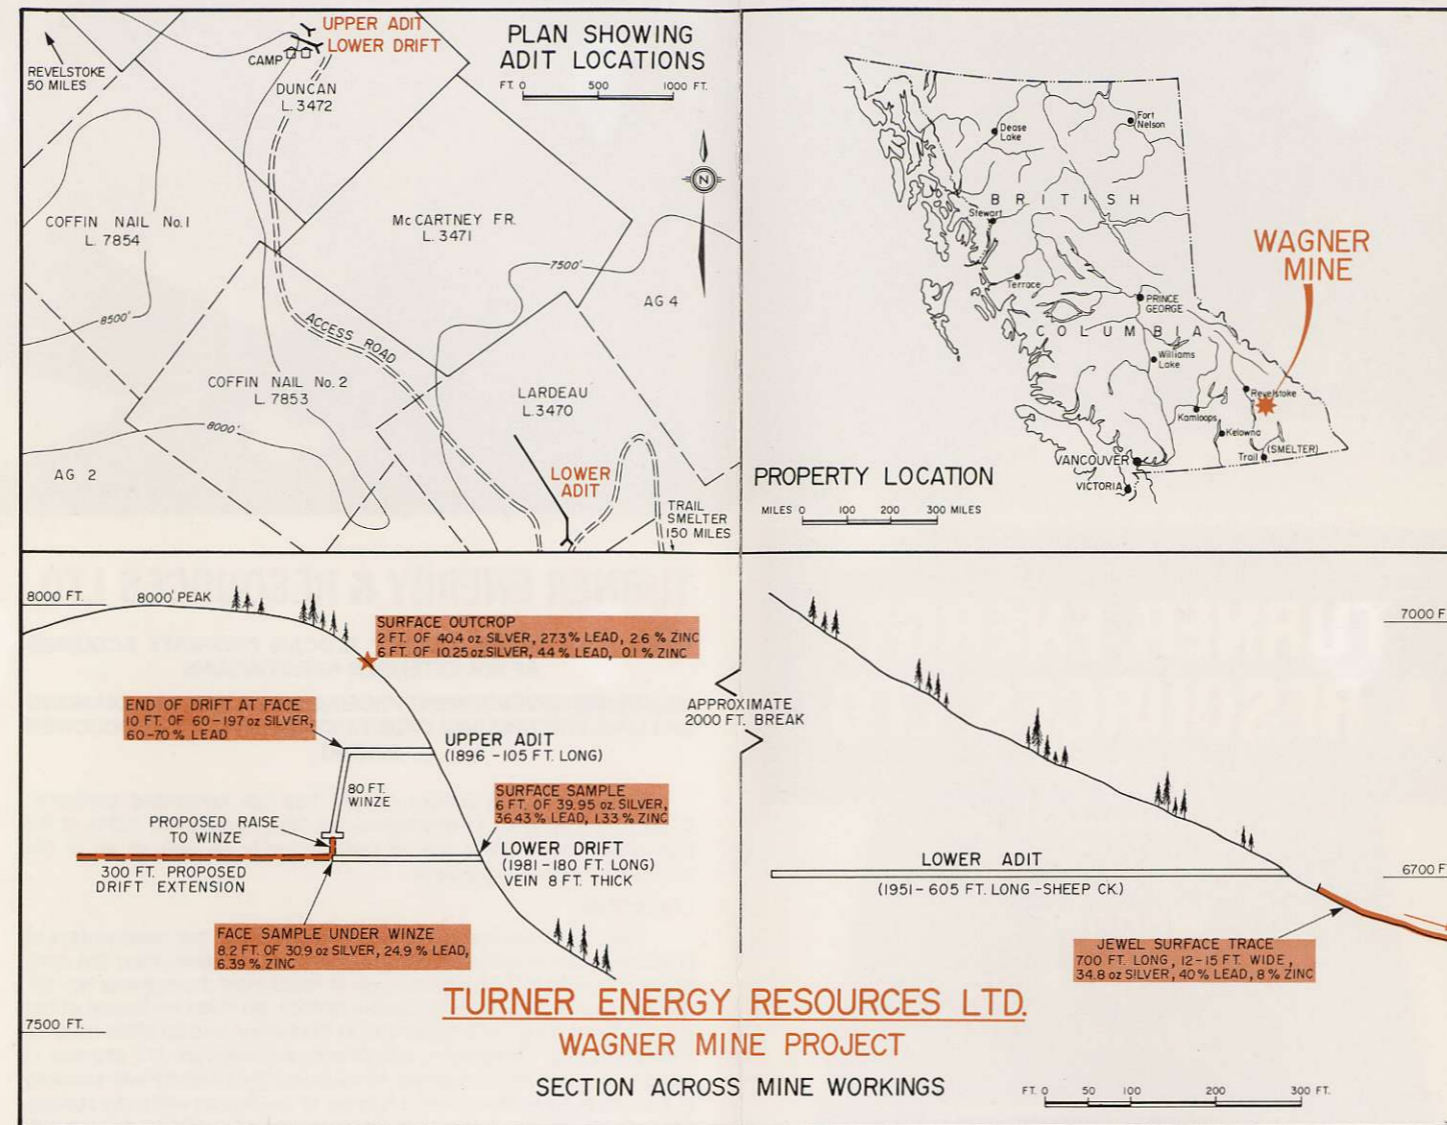 UPPER ADIT
LOWER DRIFT
CAMP
REVELSTOKE
50 MILES
DUNCAN
L. 3472
PLAN SHOWING
ADIT LOCATIONS
FT. 0 500 1000 FT.
N
COFFIN NAIL No. 1
L. 7854
McCARTNEY FR.
L. 3471
7500'
AG 4
8500'
ACCESS ROAD
COFFIN NAIL No. 2
L. 7853
LARDEAU
L. 3470
8000'
AG 2
LOWER
ADIT
TRAIL
SMELTER
150 MILES
Dease
Lake
Fort
Nelson
BRITISH
Stewart
WAGNER
MINE
Terrace
PRINCE
GEORGE
COLUMBIA
Williams
Lake
Revelstoke
Kamloops
Kelowna
(SMELTER)
Trail
VANCOUVER
VICTORIA
PROPERTY LOCATION
MILES 0 100 200 300 MILES
8000 FT.
8000' PEAK
SURFACE OUTCROP
2 FT. OF 40.4 oz. SILVER, 27.3% LEAD, 2.6 % ZINC
6 FT. OF 10.25 oz. SILVER, 44% LEAD, 0.1 % ZINC
7000 F
END OF DRIFT AT FACE
10 FT. OF 60-197 oz SILVER,
60-70% LEAD
UPPER ADIT
(1896 - 105 FT. LONG)
APPROXIMATE
2000 FT. BREAK
80 FT.
WINZE
SURFACE SAMPLE
6 FT. OF 39.95 oz. SILVER,
36.43% LEAD, 1.33 % ZINC
PROPOSED RAISE
TO WINZE
LOWER DRIFT
(1981-180 FT. LONG)
VEIN 8 FT. THICK
300 FT. PROPOSED
DRIFT EXTENSION
LOWER ADIT
(1951-605 FT. LONG-SHEEP CK.)
6700 F
FACE SAMPLE UNDER WINZE
8.2 FT. OF 30.9 oz SILVER, 24.9 % LEAD,
6.39 % ZINC
JEWEL SURFACE TRACE
700 FT. LONG, 12-15 FT. WIDE,
34.8 oz SILVER, 40% LEAD, 8% ZINC
TURNER ENERGY RESOURCES LTD.
WAGNER MINE PROJECT
7500 FT.
SECTION ACROSS MINE WORKINGS
FT. 0 50 100 200 300 FT.